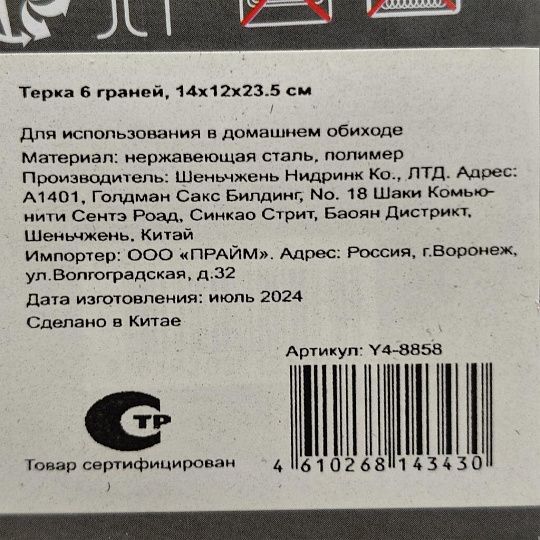 Терка 6 граней, 14х12х23.5 см
Для использования в домашнем обиходе
Материал: нержавеющая сталь, полимер
Производитель: Шеньчжень Нидринк Ко., ЛТД. Адрес:
А1401, Голдман Сакс Билдинг, No. 18 Шаки Комью-
нити Сентэ Роад, Синкао Стрит, Баоян Дистрикт,
Шеньчжень, Китай
Импортер: ООО «ПРАЙМ». Адрес: Россия, г.Воронеж,
ул.Волгоградская, д.32
Дата изготовления: июль 2024
Сделано в Китае
Артикул: Y4-8858
ТР
Товар сертифицирован
4 610268 143430